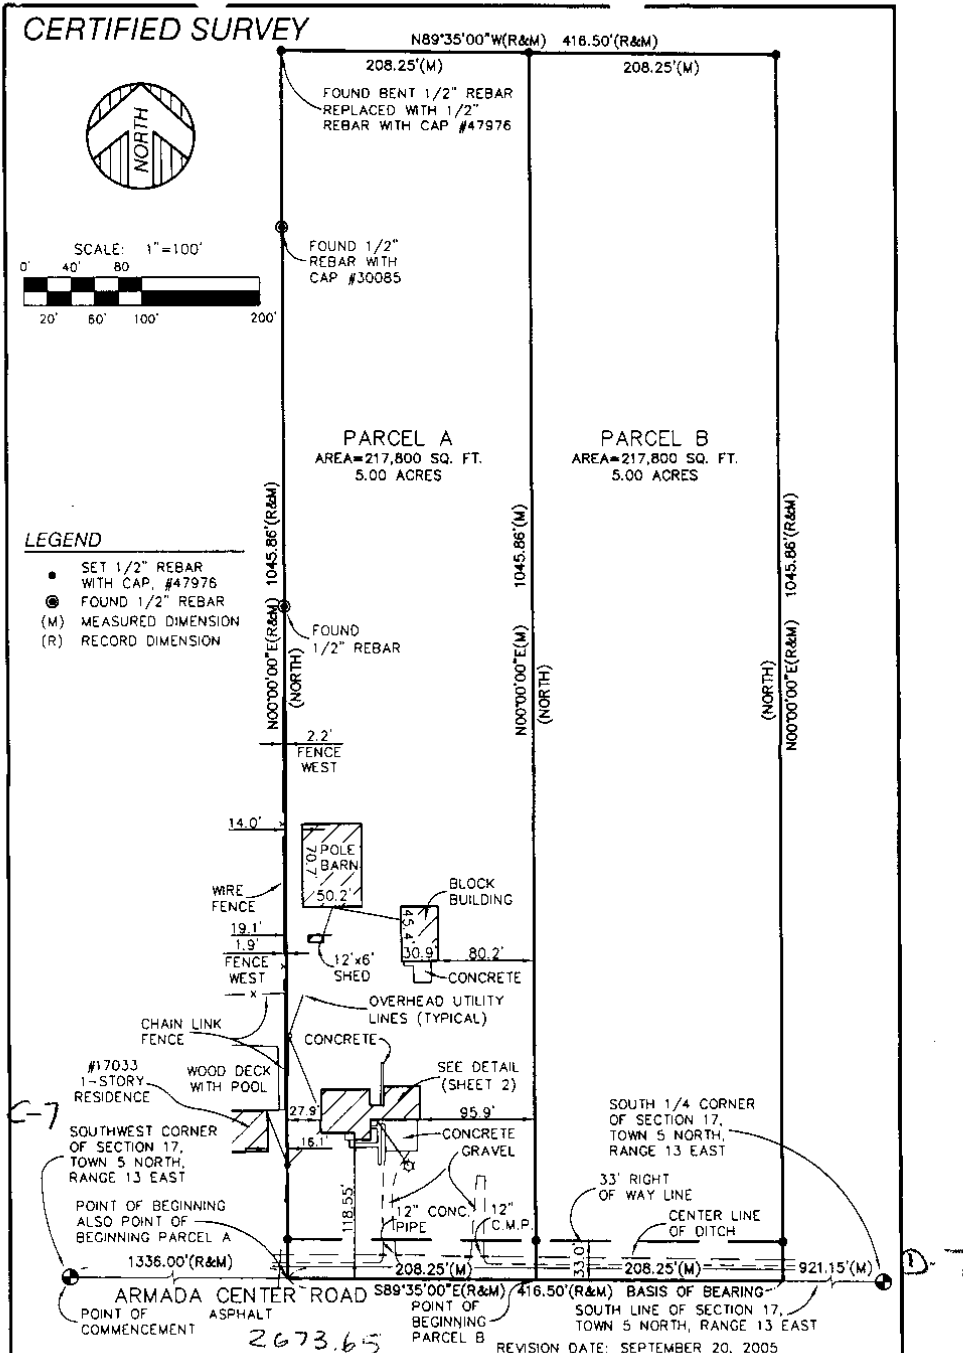 CERTIFIED SURVEY
N89°35'00"W(R&M) 416.50'(R&M)
208.25'(M)
208.25'(M)
FOUND BENT 1/2" REBAR
REPLACED WITH 1/2"
REBAR WITH CAP #47976
NORTH
SCALE: 1"=100'
0' 40' 80
20' 60' 100' 200'
FOUND 1/2"
REBAR WITH
CAP #30085
PARCEL A
AREA=217,800 SQ. FT.
5.00 ACRES
PARCEL B
AREA=217,800 SQ. FT.
5.00 ACRES
LEGEND
SET 1/2" REBAR
WITH CAP, #47976
FOUND 1/2" REBAR
(M) MEASURED DIMENSION
(R) RECORD DIMENSION
N00°00'00"E(R&M) 1045.86'(R&M)
(NORTH)
N00°00'00"E(M) 1045.86'(M)
(NORTH)
(NORTH)
N00°00'00"E(R&M) 1045.86'(R&M)
FOUND
1/2" REBAR
2.2'
FENCE
WEST
14.0'
POLE
BARN
70.7'
50.2'
WIRE
FENCE
BLOCK
BUILDING
45.4'
30.9'
80.2'
19.1'
1.9'
FENCE
WEST
12'x6'
SHED
CONCRETE
x
OVERHEAD UTILITY
LINES (TYPICAL)
CHAIN LINK
FENCE
CONCRETE
#17033
1-STORY
RESIDENCE
WOOD DECK
WITH POOL
SEE DETAIL
(SHEET 2)
27.9'
95.9'
16.1'
CONCRETE
GRAVEL
C-7
SOUTHWEST CORNER
OF SECTION 17,
TOWN 5 NORTH,
RANGE 13 EAST
SOUTH 1/4 CORNER
OF SECTION 17,
TOWN 5 NORTH,
RANGE 13 EAST
33' RIGHT
OF WAY LINE
POINT OF BEGINNING
ALSO POINT OF
BEGINNING PARCEL A
118.55'
12" CONC.
PIPE
12"
C.M.P.
CENTER LINE
OF DITCH
33.0'
1336.00'(R&M)
208.25'(M)
208.25'(M)
921.15'(M)
ARMADA CENTER ROAD
ASPHALT
S89°35'00"E(R&M) 416.50'(R&M) BASIS OF BEARING
POINT OF
COMMENCEMENT
POINT OF
BEGINNING
PARCEL B
SOUTH LINE OF SECTION 17,
TOWN 5 NORTH, RANGE 13 EAST
2673.65
REVISION DATE: SEPTEMBER 20, 2005